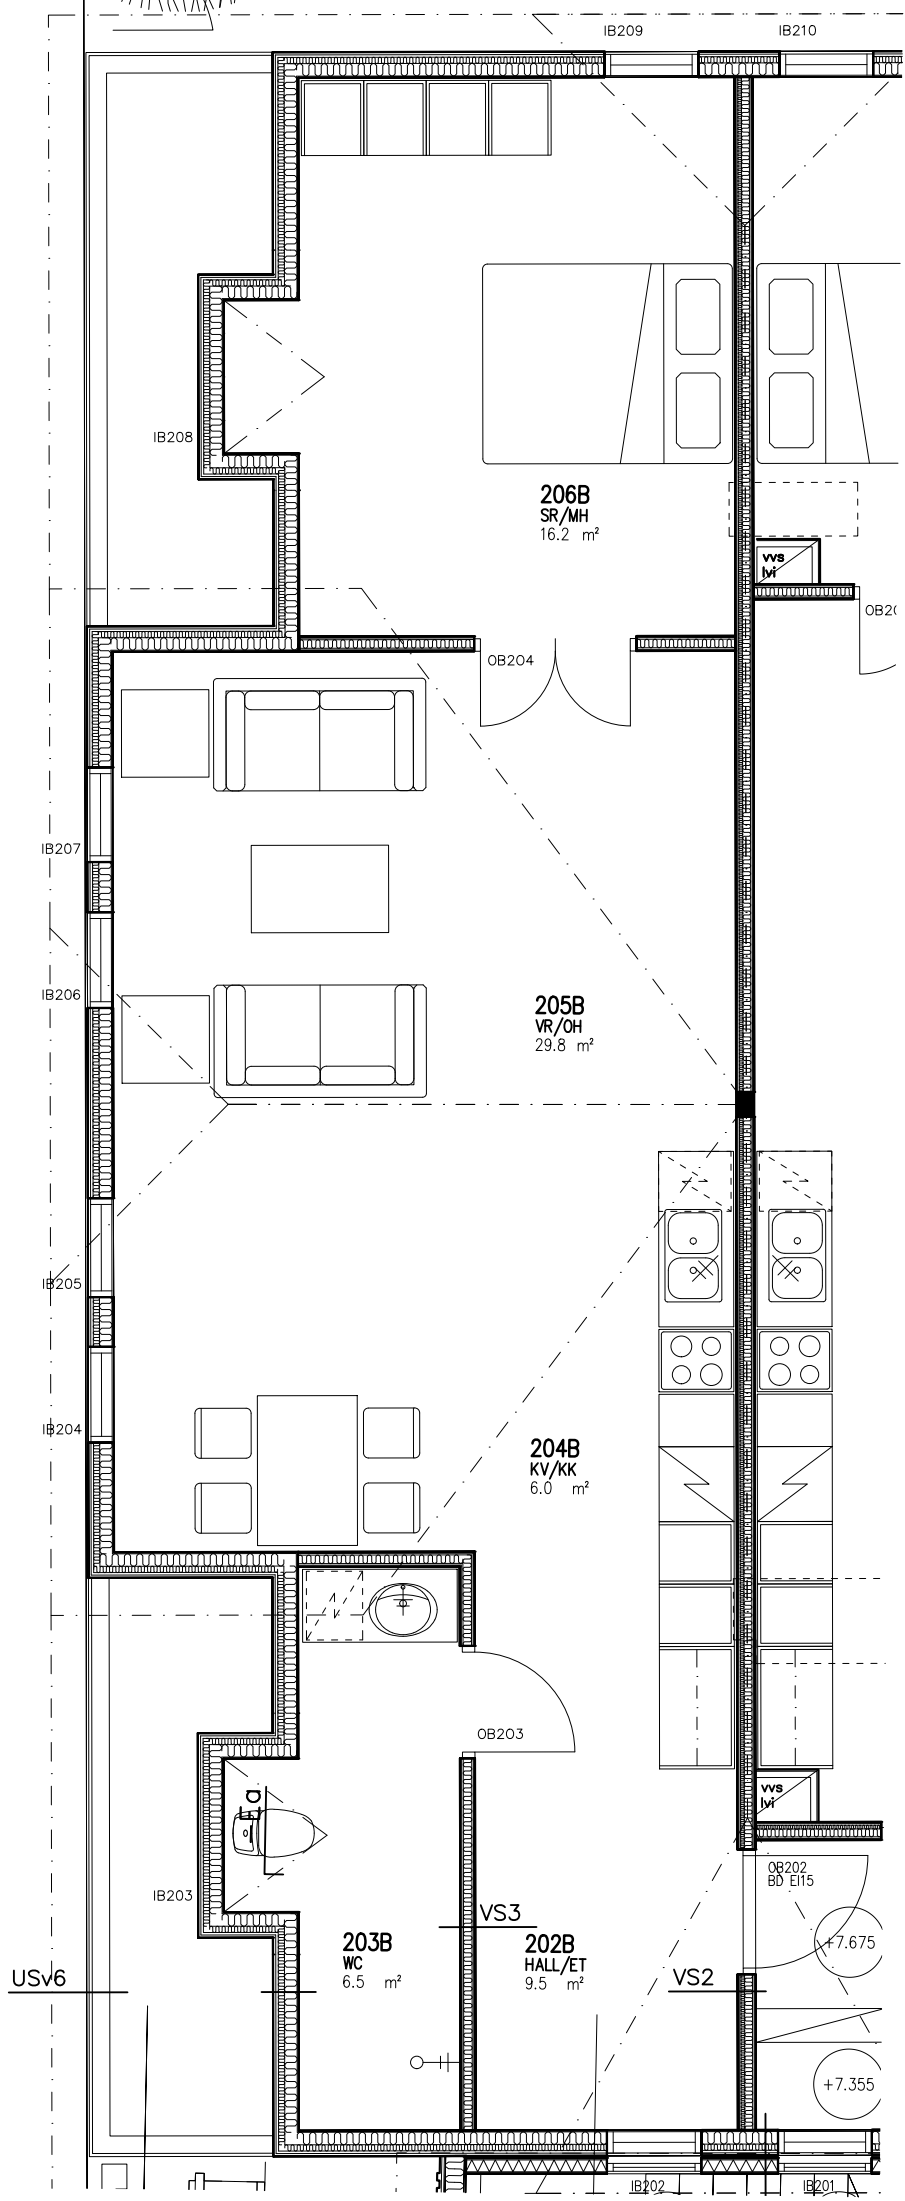 IB209
IB210
IB208
206B
SR/MH
16.2 m²
vvs
lvi
OB20
OB204
IB207
IB206
205B
VR/OH
29.8 m²
IB205
IB204
204B
KV/KK
6.0 m²
OB203
vvs
lvi
Ea
OB202
BD EI15
IB203
VS3
203B
WC
6.5 m²
202B
HALL/ET
9.5 m²
+7.675
USv6
VS2
+7.355
IB202
IB201